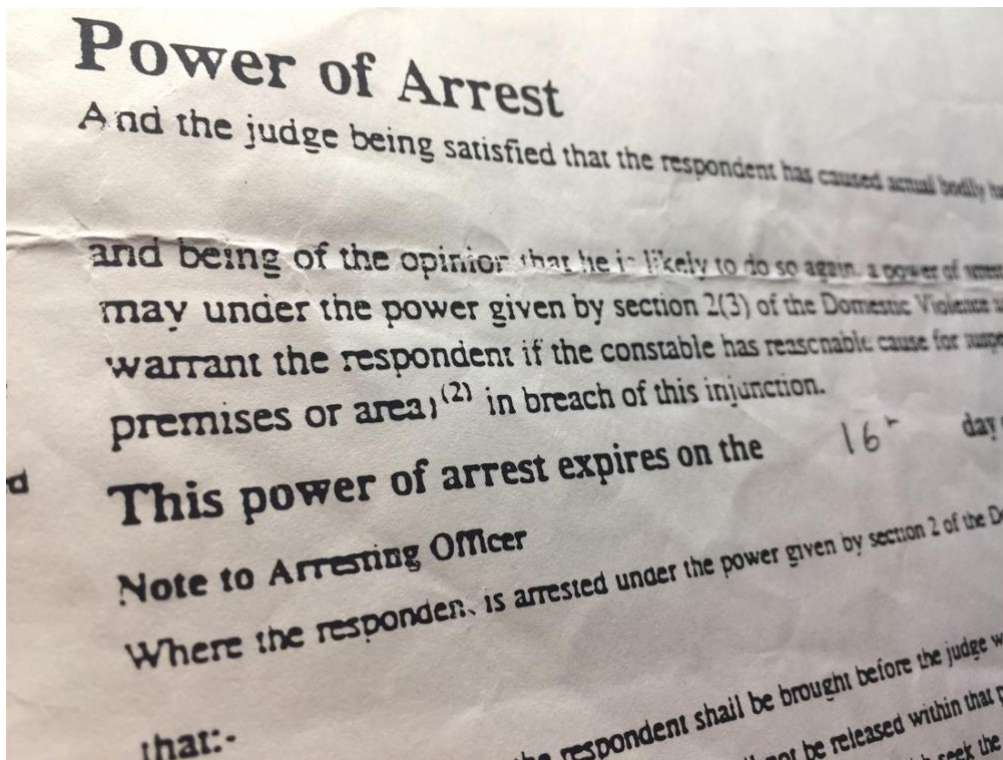 Power of Arrest
And the judge being satisfied that the respondent has caused actual bodily
and being of the opinion that he is likely to do so again, a power of
may under the power given by section 2(3) of the Domestic Violence
warrant the respondent if the constable has reasonable cause for
premises or area)(2) in breach of this injunction.
This power of arrest expires on the 16 day
d
Note to Arresting Officer
Where the respondent is arrested under the power given by section 2 of the
that:-
respondent shall be brought before the judge
not be released within that
seek the